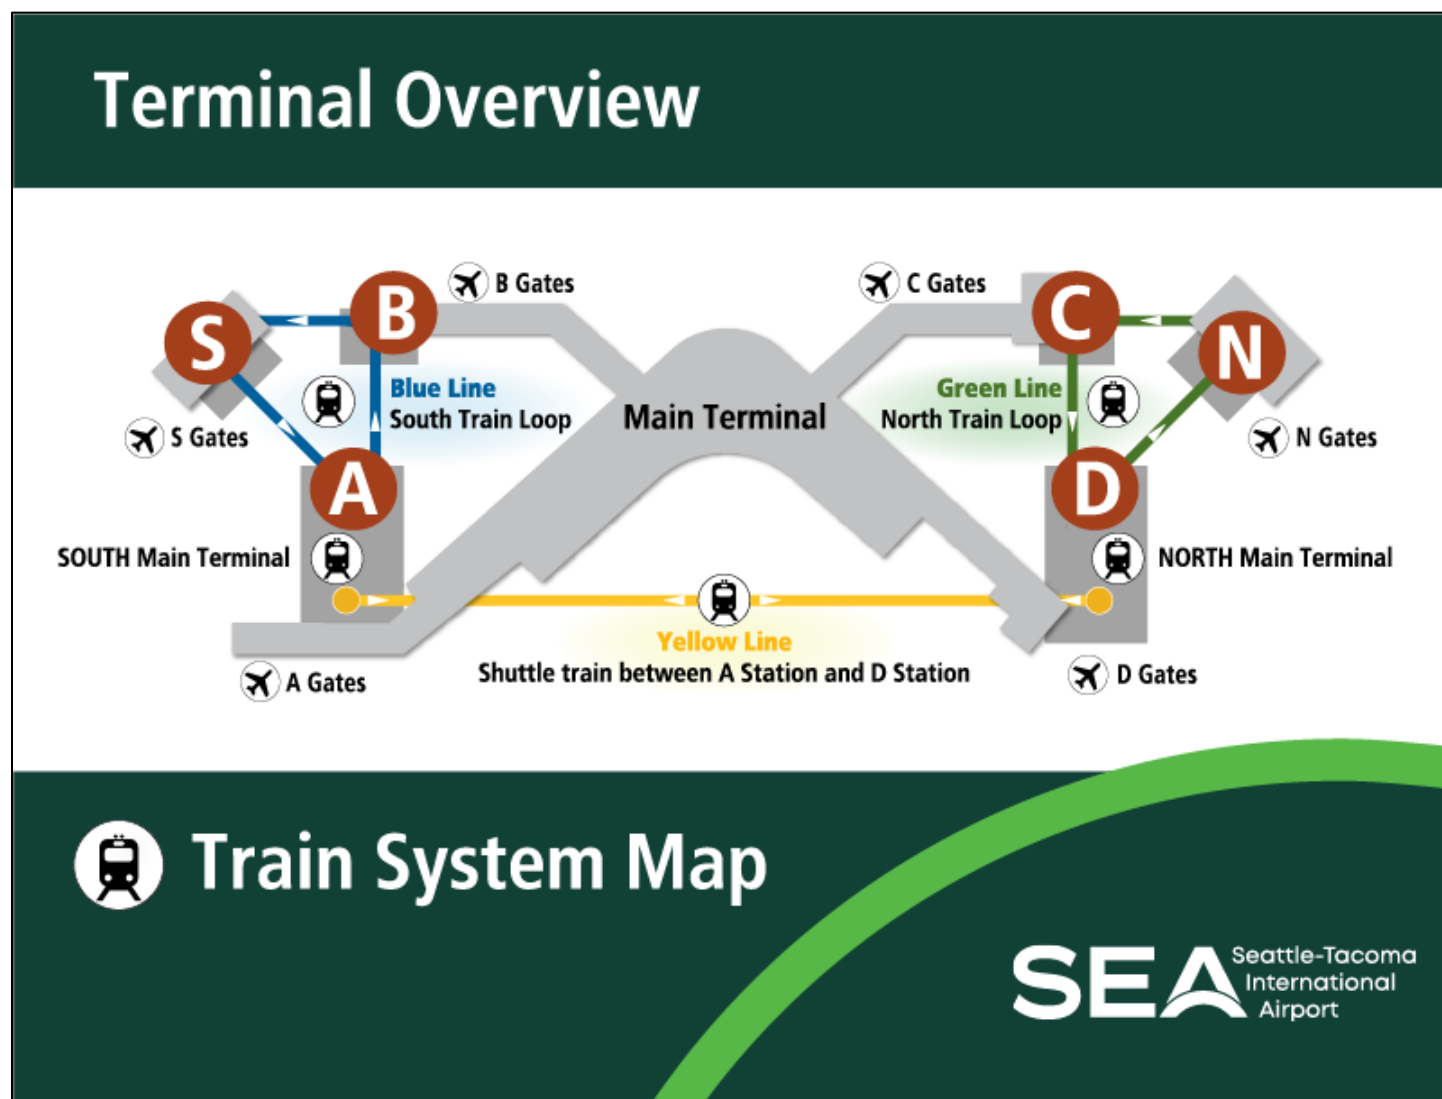 Terminal Overview
B Gates
C Gates
S
B
C
N
Blue Line
South Train Loop
Main Terminal
Green Line
North Train Loop
S Gates
N Gates
A
D
SOUTH Main Terminal
NORTH Main Terminal
Yellow Line
Shuttle train between A Station and D Station
A Gates
D Gates
Train System Map
SEA
Seattle-Tacoma
International
Airport